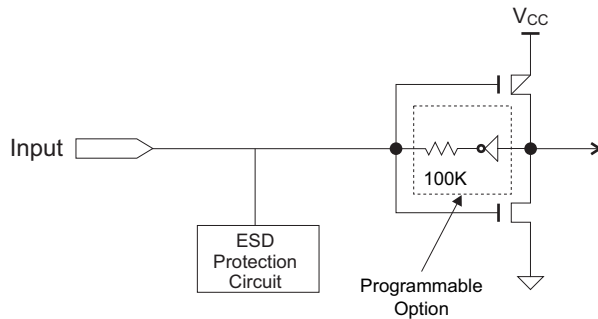 VCC
Input
100K
ESD
Protection
Circuit
Programmable
Option